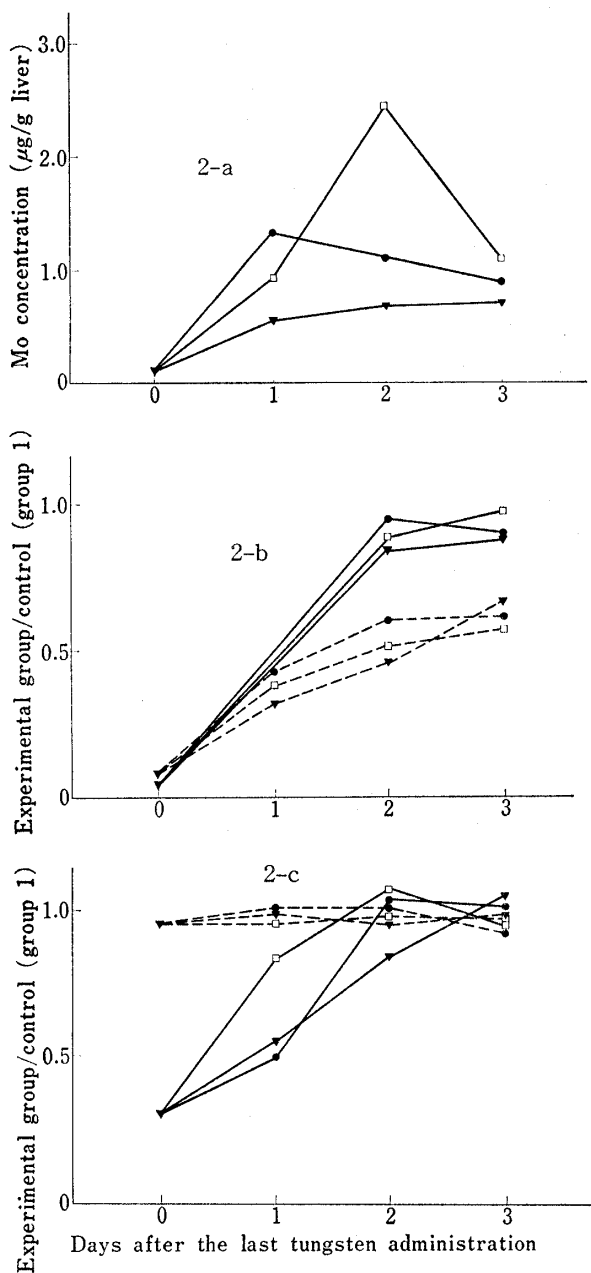 3.0
2.0
1.0
0
Mo concentration (μg/g liver)
2-a
0 1 2 3
1.0
0.5
0
Experimental group/control (group 1)
2-b
0 1 2 3
1.0
0.5
0
Experimental group/control (group 1)
2-c
0 1 2 3
Days after the last tungsten administration